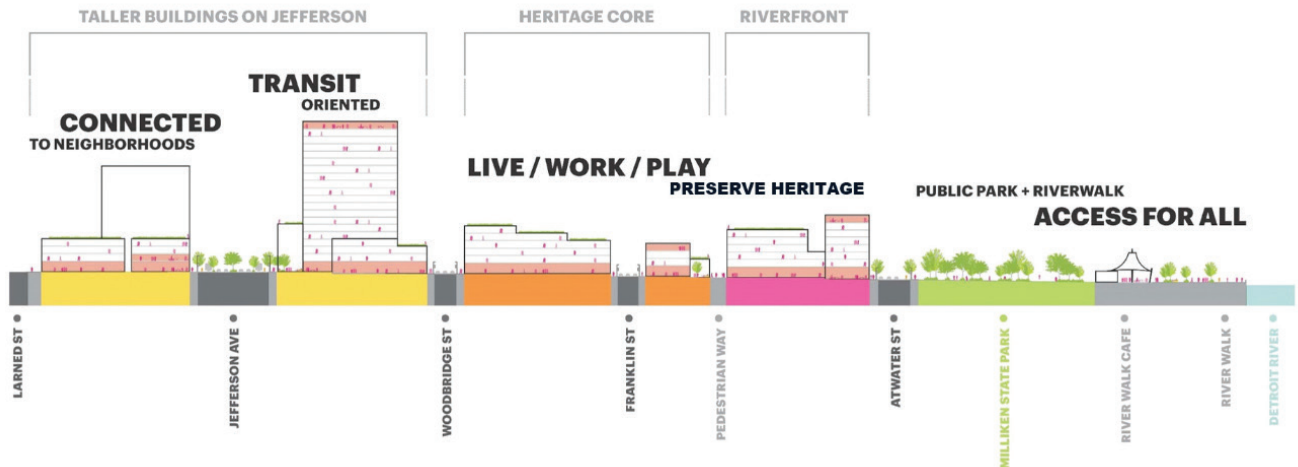 TALLER BUILDINGS ON JEFFERSON
HERITAGE CORE
RIVERFRONT
TRANSIT
ORIENTED
CONNECTED
TO NEIGHBORHOODS
LIVE / WORK / PLAY
PRESERVE HERITAGE
PUBLIC PARK + RIVERWALK
ACCESS FOR ALL
LARNED ST
JEFFERSON AVE
WOODBRIDGE ST
FRANKLIN ST
PEDESTRIAN WAY
ATWATER ST
MILLIKEN STATE PARK
RIVER WALK CAFE
RIVER WALK
DETROIT RIVER